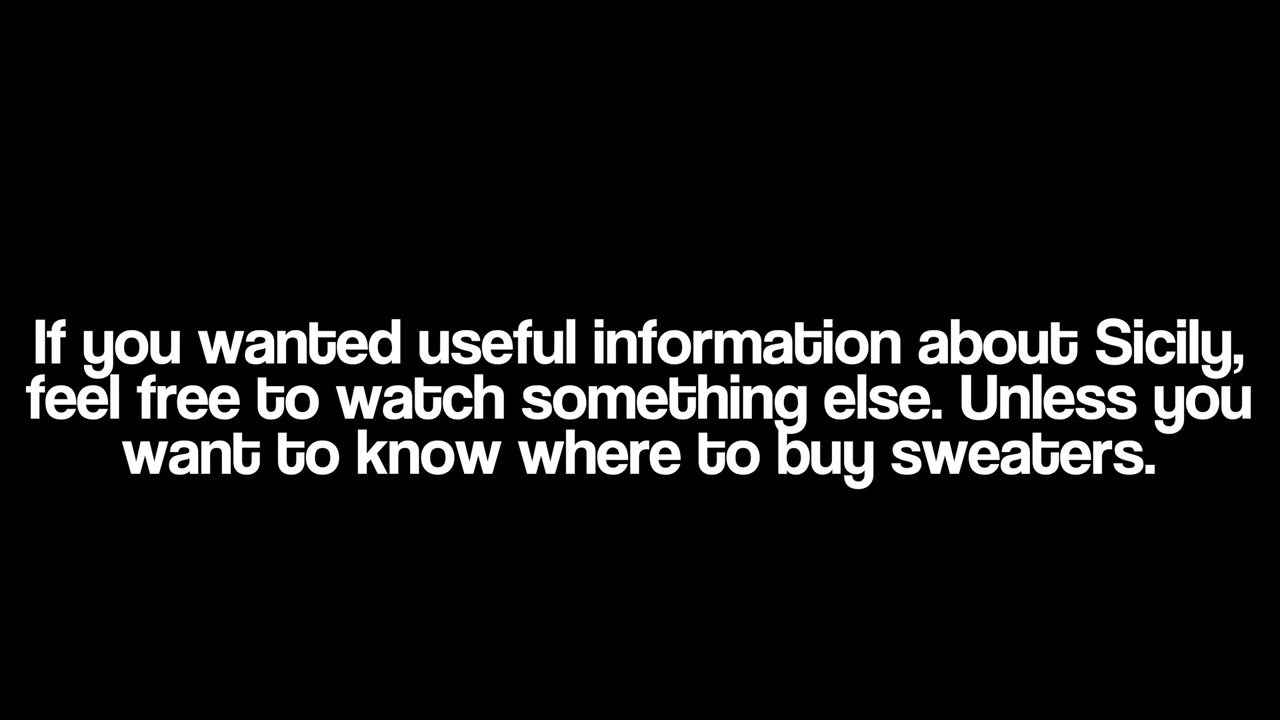 If you wanted useful information about Sicily,
feel free to watch something else. Unless you
want to know where to buy sweaters.